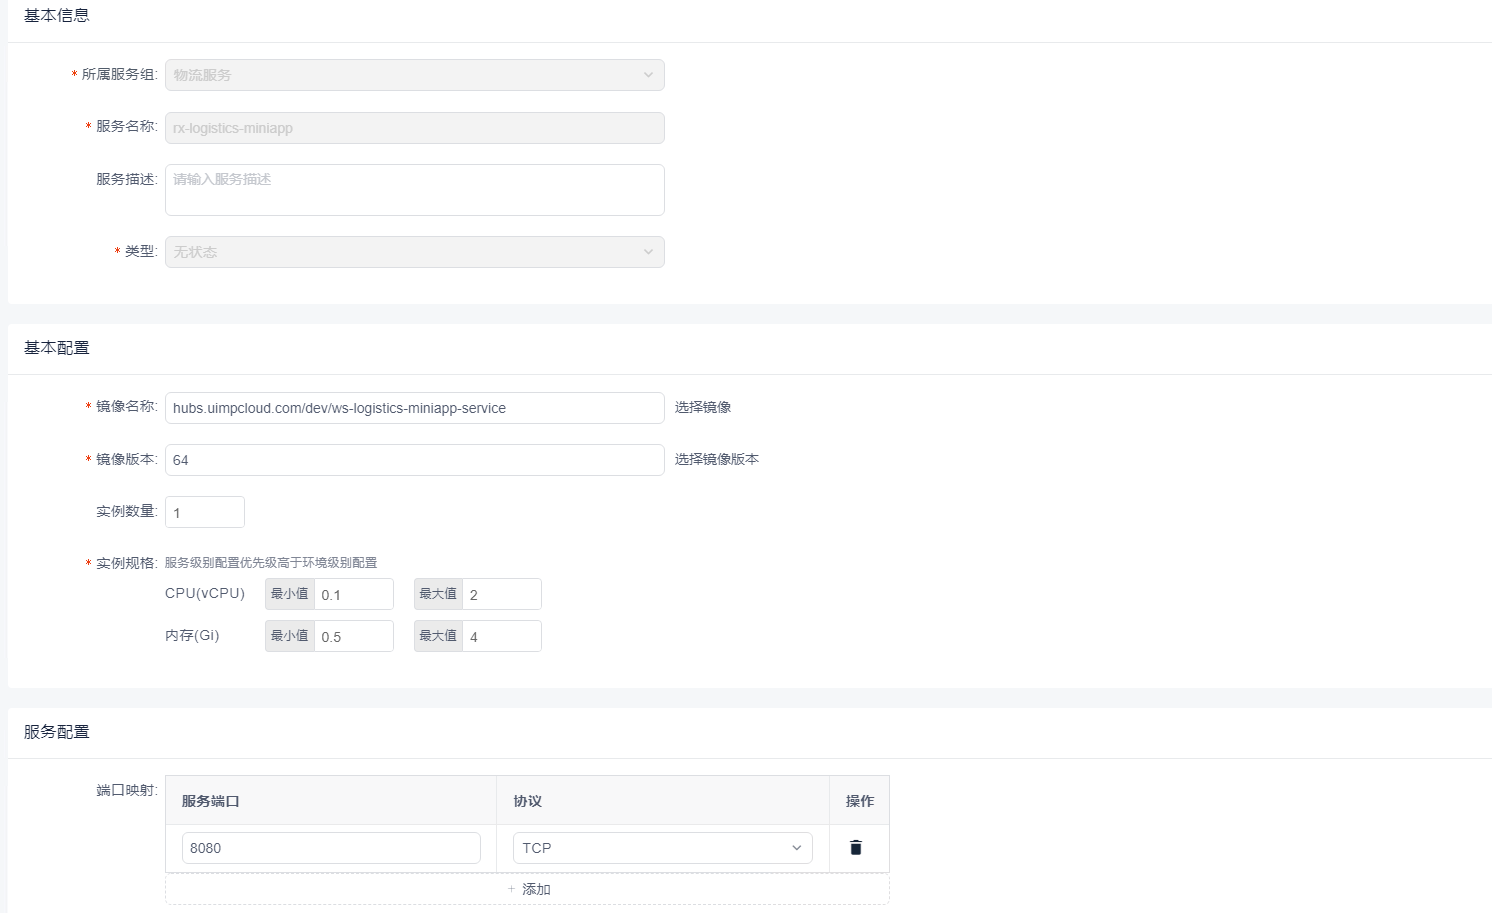 基本信息
* 所属服务组: 物流服务
* 服务名称: rx-logistics-miniapp
服务描述: 请输入服务描述
* 类型: 无状态
基本配置
* 镜像名称: hubs.uimpcloud.com/dev/ws-logistics-miniapp-service 选择镜像
* 镜像版本: 64 选择镜像版本
实例数量: 1
* 实例规格: 服务级别配置优先级高于环境级别配置
CPU(vCPU) 最小值 0.1 最大值 2
内存(Gi) 最小值 0.5 最大值 4
服务配置
端口映射: 服务端口 协议 操作
8080 TCP
+ 添加